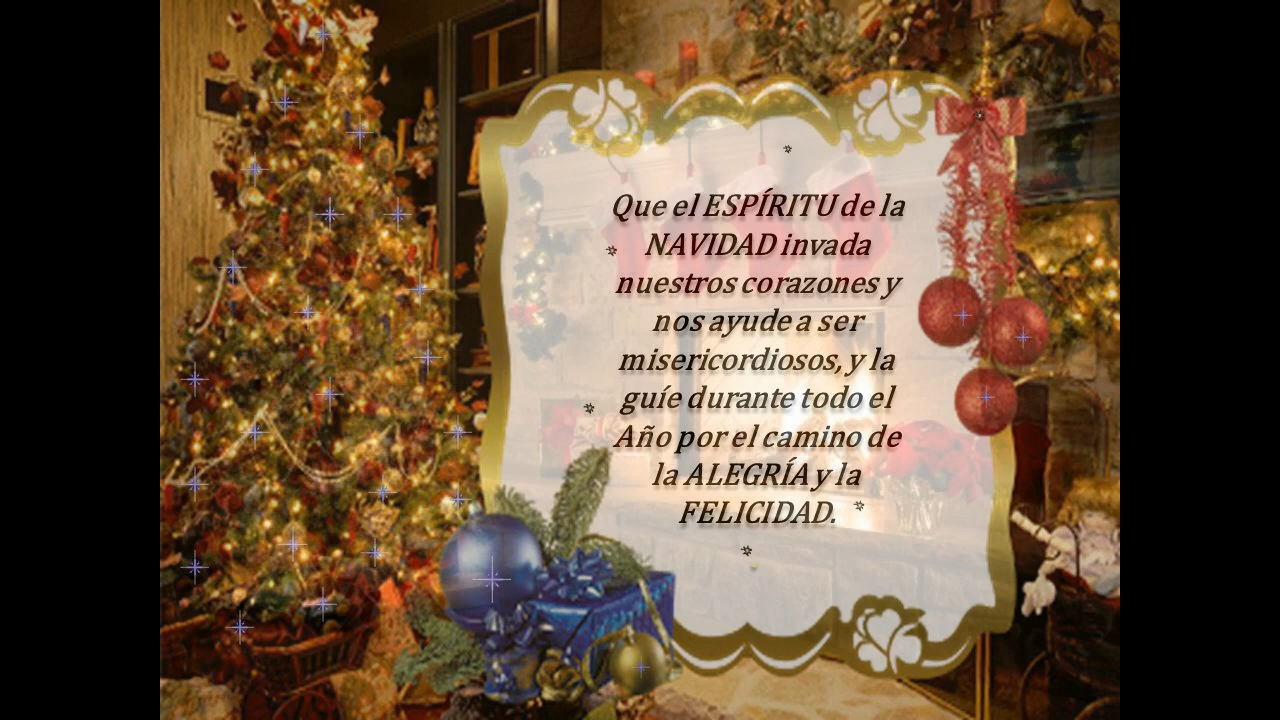 Que el ESPÍRITU de la
NAVIDAD invada
nuestros corazones y
nos ayude a ser
misericordiosos, y la
guíe durante todo el
Año por el camino de
la ALEGRÍA y la
FELICIDAD.